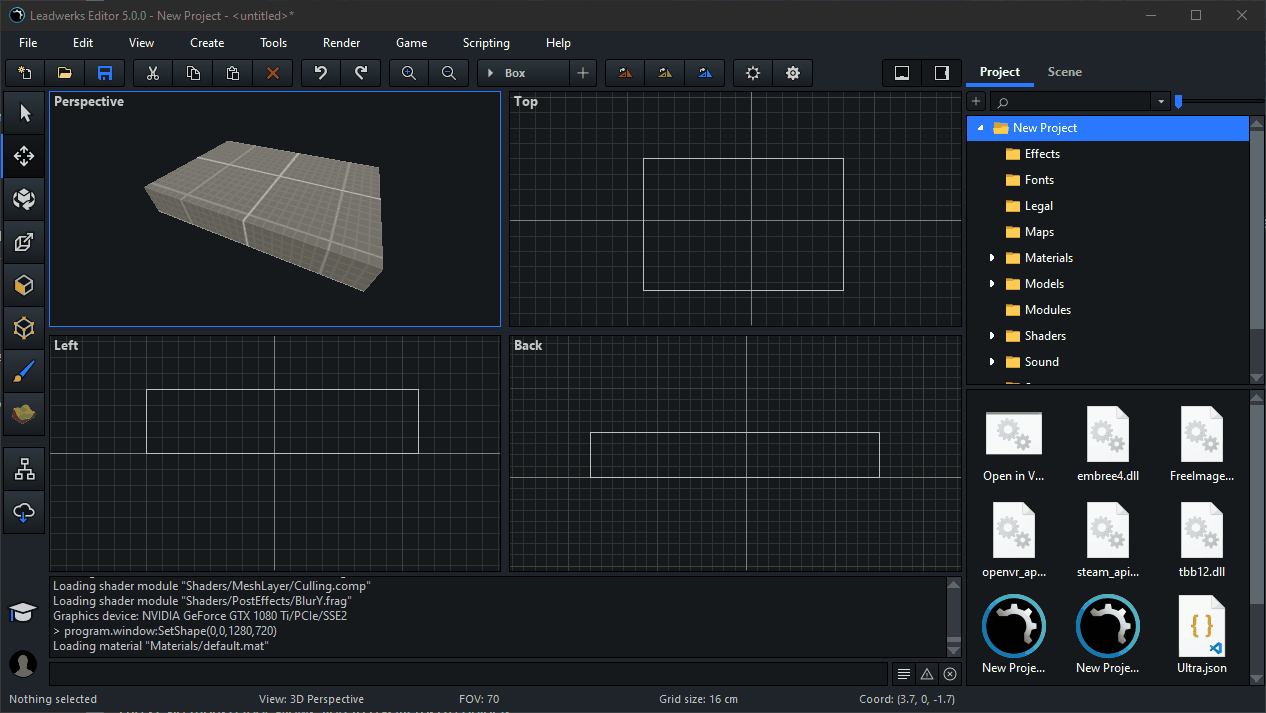 Leadwerks Editor 5.0.0 - New Project - <untitled>*
File Edit View Create Tools Render Game Scripting Help
Box
Project Scene
Perspective
Top
New Project
Effects
Fonts
Legal
Maps
Materials
Models
Modules
Shaders
Sound
Left
Back
Open in V... embree4.dll FreeImage...
openvr_ap... steam_api... tbb12.dll
New Proje... New Proje... Ultra.json
Loading shader module "Shaders/MeshLayer/Culling.comp"
Loading shader module "Shaders/PostEffects/BlurY.frag"
Graphics device: NVIDIA GeForce GTX 1080 Ti/PCIe/SSE2
> program.window:SetShape(0,0,1280,720)
Loading material "Materials/default.mat"
Nothing selected View: 3D Perspective FOV: 70 Grid size: 16 cm Coord: (3.7, 0, -1.7)